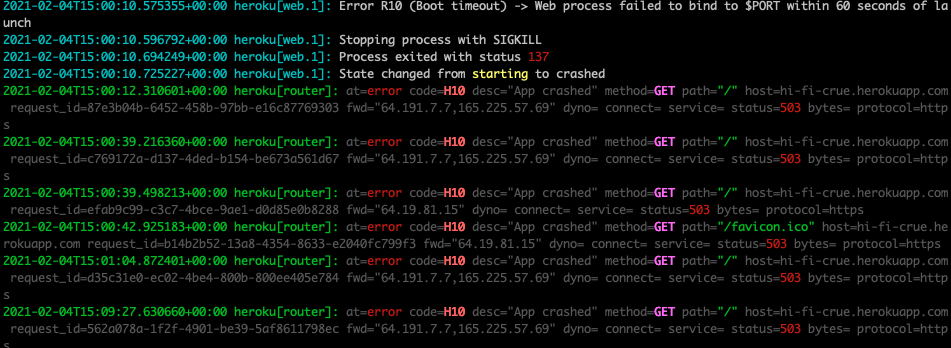 2021-02-04T15:00:10.575355+00:00 heroku[web.1]: Error R10 (Boot timeout) -> Web process failed to bind to $PORT within 60 seconds of la
unch
2021-02-04T15:00:10.596792+00:00 heroku[web.1]: Stopping process with SIGKILL
2021-02-04T15:00:10.694249+00:00 heroku[web.1]: Process exited with status 137
2021-02-04T15:00:10.725227+00:00 heroku[web.1]: State changed from starting to crashed
2021-02-04T15:00:12.310601+00:00 heroku[router]: at=error code=H10 desc="App crashed" method=GET path="/" host=hi-fi-crue.herokuapp.com
 request_id=87e3b04b-6452-458b-97bb-e16c87769303 fwd="64.191.7.7,165.225.57.69" dyno= connect= service= status=503 bytes= protocol=http
s
2021-02-04T15:00:39.216360+00:00 heroku[router]: at=error code=H10 desc="App crashed" method=GET path="/" host=hi-fi-crue.herokuapp.com
 request_id=c769172a-d137-4ded-b154-be673a561d67 fwd="64.191.7.7,165.225.57.69" dyno= connect= service= status=503 bytes= protocol=http
s
2021-02-04T15:00:39.498213+00:00 heroku[router]: at=error code=H10 desc="App crashed" method=GET path="/" host=hi-fi-crue.herokuapp.com
 request_id=efab9c99-c3c7-4bce-9ae1-d0d85e0b8288 fwd="64.19.81.15" dyno= connect= service= status=503 bytes= protocol=https
2021-02-04T15:00:42.925183+00:00 heroku[router]: at=error code=H10 desc="App crashed" method=GET path="/favicon.ico" host=hi-fi-crue.he
rokuapp.com request_id=b14b2b52-13a8-4354-8633-e2040fc799f3 fwd="64.19.81.15" dyno= connect= service= status=503 bytes= protocol=https
2021-02-04T15:01:04.872401+00:00 heroku[router]: at=error code=H10 desc="App crashed" method=GET path="/" host=hi-fi-crue.herokuapp.com
 request_id=d35c31e0-ec02-4be4-800b-800ee405e784 fwd="64.191.7.7,165.225.57.69" dyno= connect= service= status=503 bytes= protocol=http
s
2021-02-04T15:09:27.630660+00:00 heroku[router]: at=error code=H10 desc="App crashed" method=GET path="/" host=hi-fi-crue.herokuapp.com
 request_id=562a078a-1f2f-4901-be39-5af8611798ec fwd="64.191.7.7,165.225.57.69" dyno= connect= service= status=503 bytes= protocol=http
s